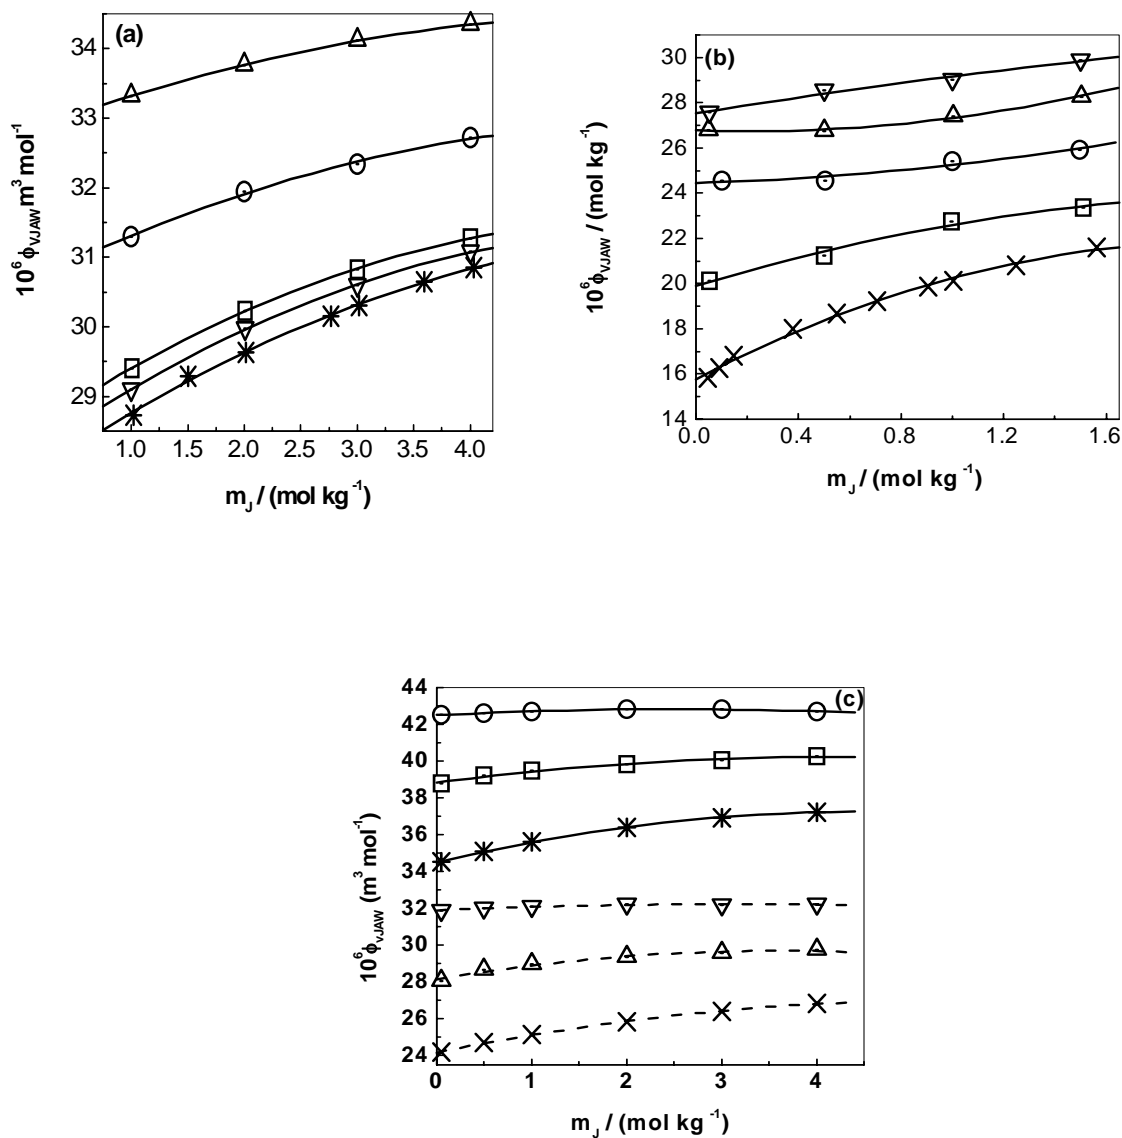 (a)
34
33
32
31
30
29
10⁶ϕVJAW m³ mol⁻¹
1.0 1.5 2.0 2.5 3.0 3.5 4.0
mJ / (mol kg⁻¹)
(b)
30
28
26
24
22
20
18
16
14
10⁶ϕVJAW / (mol kg⁻¹)
0.0 0.4 0.8 1.2 1.6
mJ / (mol kg⁻¹)
(c)
44
42
40
38
36
34
32
30
28
26
24
10⁶ϕVJAW (m³ mol⁻¹)
0 1 2 3 4
mJ / (mol kg⁻¹)